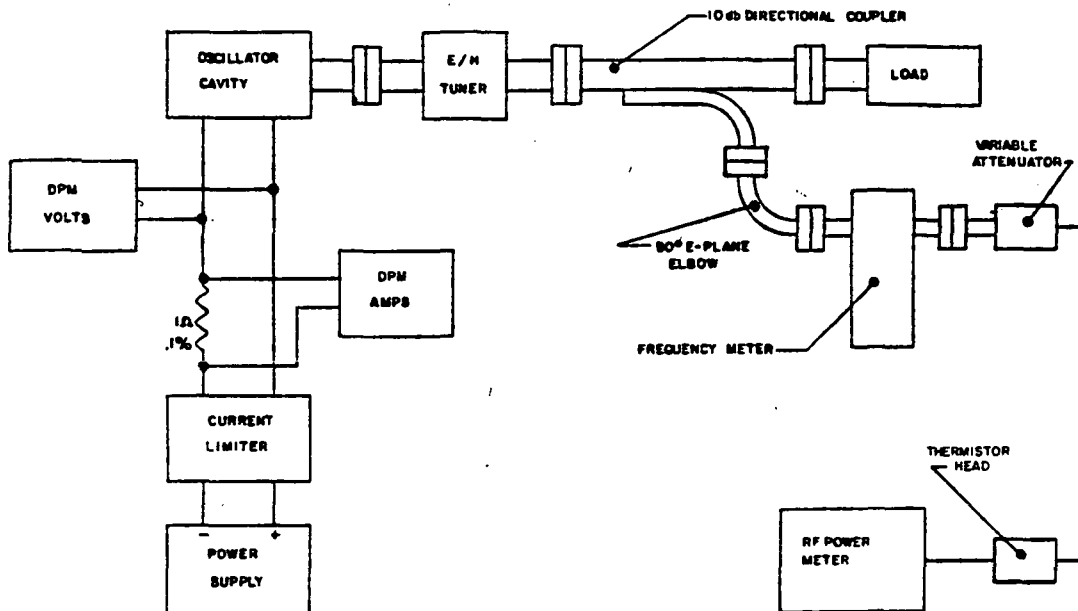 10 db DIRECTIONAL COUPLER
OSCILLATOR
CAVITY
E/H
TUNER
LOAD
VARIABLE
ATTENUATOR
DPM
VOLTS
90° E-PLANE
ELBOW
DPM
AMPS
1Ω
.1%
FREQUENCY METER
CURRENT
LIMITER
THERMISTOR
HEAD
- +
POWER
SUPPLY
RF POWER
METER